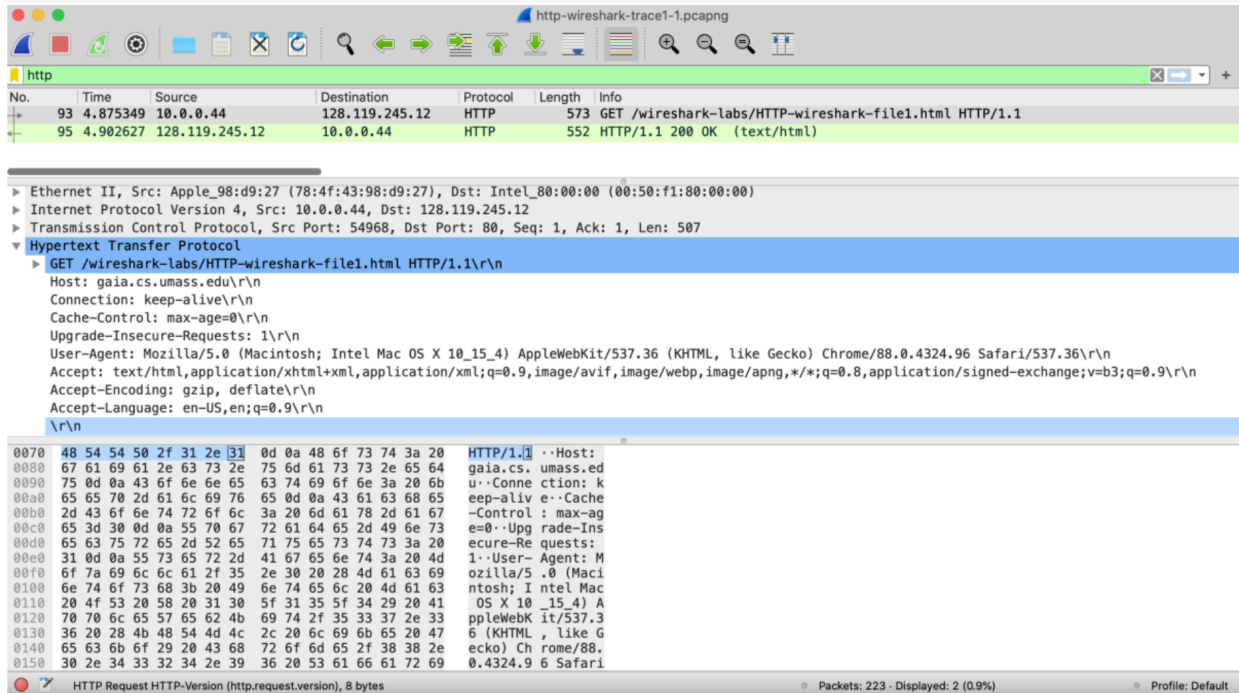 http-wireshark-trace1-1.pcapng
http
No. Time Source Destination Protocol Length Info
93 4.875349 10.0.0.44 128.119.245.12 HTTP 573 GET /wireshark-labs/HTTP-wireshark-file1.html HTTP/1.1
95 4.902627 128.119.245.12 10.0.0.44 HTTP 552 HTTP/1.1 200 OK (text/html)
Ethernet II, Src: Apple_98:d9:27 (78:4f:43:98:d9:27), Dst: Intel_80:00:00 (00:50:f1:80:00:00)
Internet Protocol Version 4, Src: 10.0.0.44, Dst: 128.119.245.12
Transmission Control Protocol, Src Port: 54968, Dst Port: 80, Seq: 1, Ack: 1, Len: 507
Hypertext Transfer Protocol
GET /wireshark-labs/HTTP-wireshark-file1.html HTTP/1.1\r\n
Host: gaia.cs.umass.edu\r\n
Connection: keep-alive\r\n
Cache-Control: max-age=0\r\n
Upgrade-Insecure-Requests: 1\r\n
User-Agent: Mozilla/5.0 (Macintosh; Intel Mac OS X 10_15_4) AppleWebKit/537.36 (KHTML, like Gecko) Chrome/88.0.4324.96 Safari/537.36\r\n
Accept: text/html,application/xhtml+xml,application/xml;q=0.9,image/avif,image/webp,image/apng,*/*;q=0.8,application/signed-exchange;v=b3;q=0.9\r\n
Accept-Encoding: gzip, deflate\r\n
Accept-Language: en-US,en;q=0.9\r\n
\r\n
0070 48 54 54 50 2f 31 2e 31 0d 0a 48 6f 73 74 3a 20 HTTP/1.1 ··Host:
0080 67 61 69 61 2e 63 73 2e 75 6d 61 73 73 2e 65 64 gaia.cs. umass.ed
0090 75 0d 0a 43 6f 6e 6e 65 63 74 69 6f 6e 3a 20 6b u··Conne ction: k
00a0 65 65 70 2d 61 6c 69 76 65 0d 0a 43 61 63 68 65 eep-aliv e··Cache
00b0 2d 43 6f 6e 74 72 6f 6c 3a 20 6d 61 78 2d 61 67 -Control : max-ag
00c0 65 3d 30 0d 0a 55 70 67 72 61 64 65 2d 49 6e 73 e=0··Upg rade-Ins
00d0 65 63 75 72 65 2d 52 65 71 75 65 73 74 73 3a 20 ecure-Re quests:
00e0 31 0d 0a 55 73 65 72 2d 41 67 65 6e 74 3a 20 4d 1··User- Agent: M
00f0 6f 7a 69 6c 6c 61 2f 35 2e 30 20 28 4d 61 63 69 ozilla/5 .0 (Maci
0100 6e 74 6f 73 68 3b 20 49 6e 74 65 6c 20 4d 61 63 ntosh; I ntel Mac
0110 20 4f 53 20 58 20 31 30 5f 31 35 5f 34 29 20 41 OS X 10 _15_4) A
0120 70 70 6c 65 57 65 62 4b 69 74 2f 35 33 37 2e 33 ppleWebK it/537.3
0130 36 20 28 4b 48 54 4d 4c 2c 20 6c 69 6b 65 20 47 6 (KHTML , like G
0140 65 63 6b 6f 29 20 43 68 72 6f 6d 65 2f 38 38 2e ecko) Ch rome/88.
0150 30 2e 34 33 32 34 2e 39 36 20 53 61 66 61 72 69 0.4324.9 6 Safari
HTTP Request HTTP-Version (http.request.version), 8 bytes Packets: 223 · Displayed: 2 (0.9%) Profile: Default